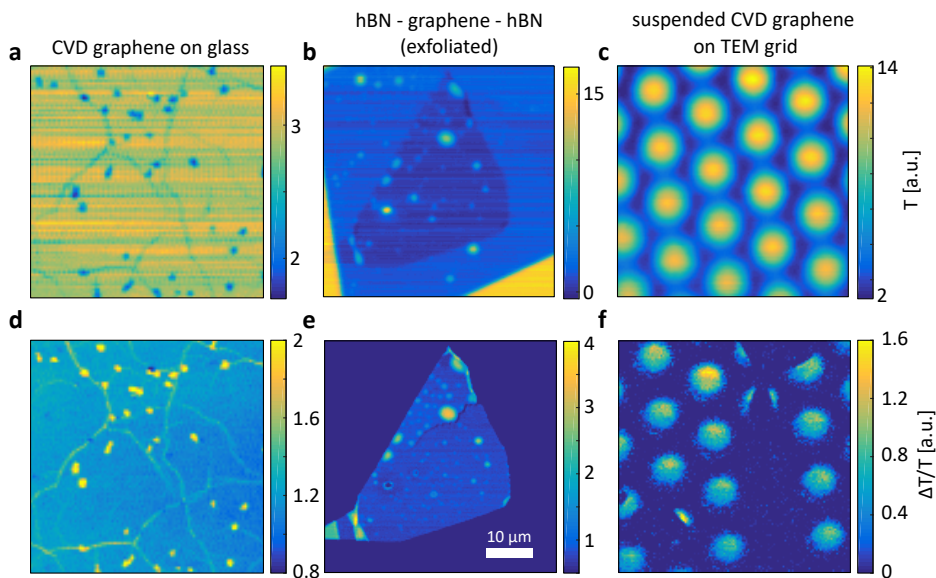 CVD graphene on glass
hBN - graphene - hBN
(exfoliated)
suspended CVD graphene
on TEM grid
a
b
c
3
2
15
0
14
2
T [a.u.]
d
e
f
2
1.6
1.2
0.8
4
3
2
1
1.6
1.2
0.8
0.4
0
ΔT/T [a.u.]
10 µm